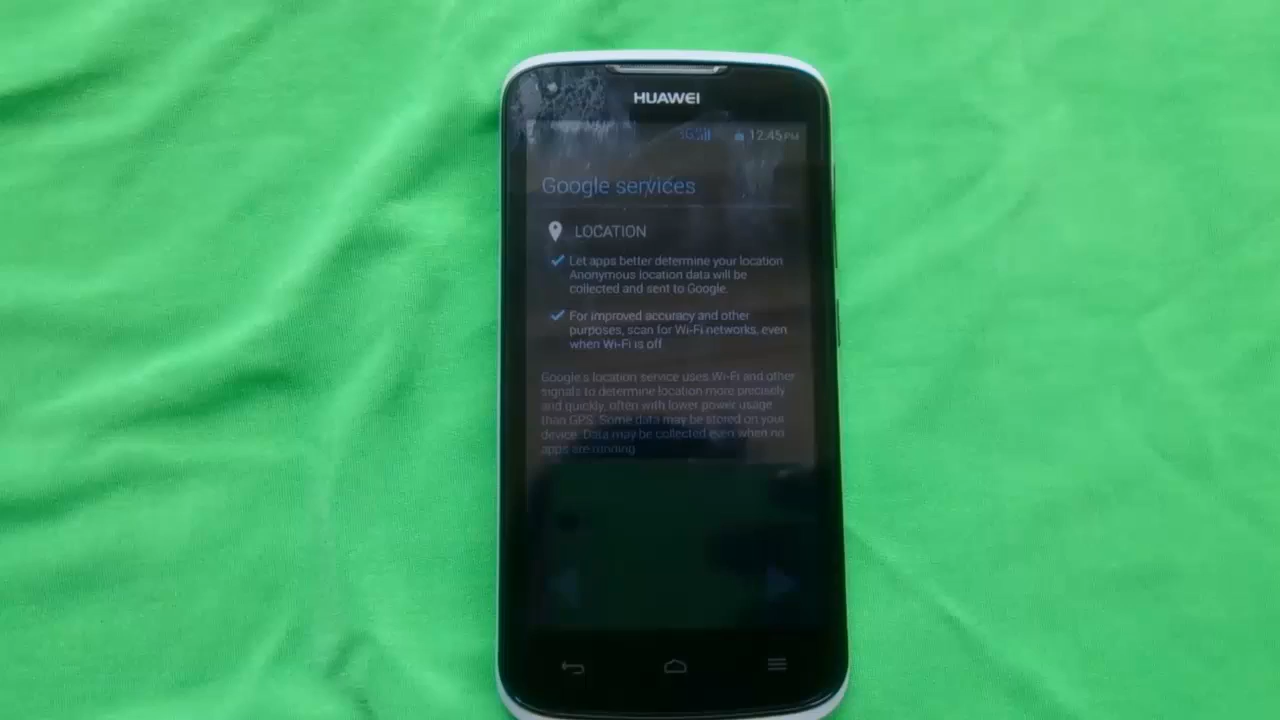 HUAWEI
3G 12:45 PM
Google services
LOCATION
Let apps better determine your location
Anonymous location data will be
collected and sent to Google.
For improved accuracy and other
purposes, scan for Wi-Fi networks, even
when Wi-Fi is off
Google's location service uses Wi-Fi and other
signals to determine location more precisely
and quickly, often with lower power usage
than GPS. Some data may be stored on your
device. Data may be collected even when no
apps are running.